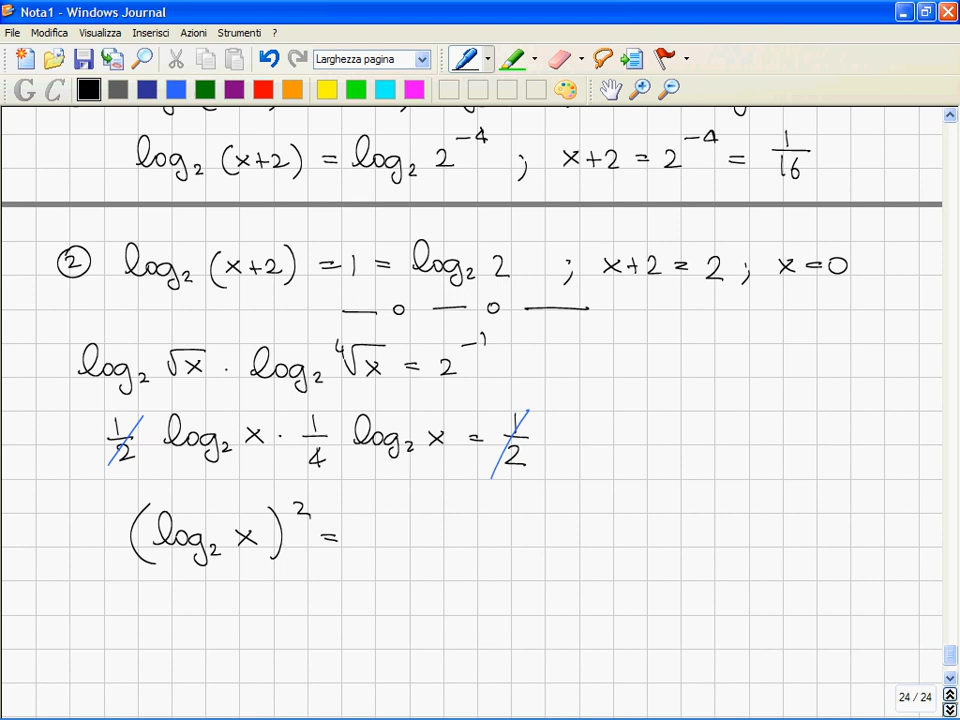 Nota1 - Windows Journal
File Modifica Visualizza Inserisci Azioni Strumenti ?
Larghezza pagina
log₂ (x+2) = log₂ 2⁻⁴ ; x+2 = 2⁻⁴ = 1/16
② log₂ (x+2) = 1 = log₂ 2 ; x+2 = 2 ; x=0
log₂ √x · log₂ ∜x = 2⁻¹
1/2 log₂ x · 1/4 log₂ x = 1/2
(log₂ x)² =
24 / 24